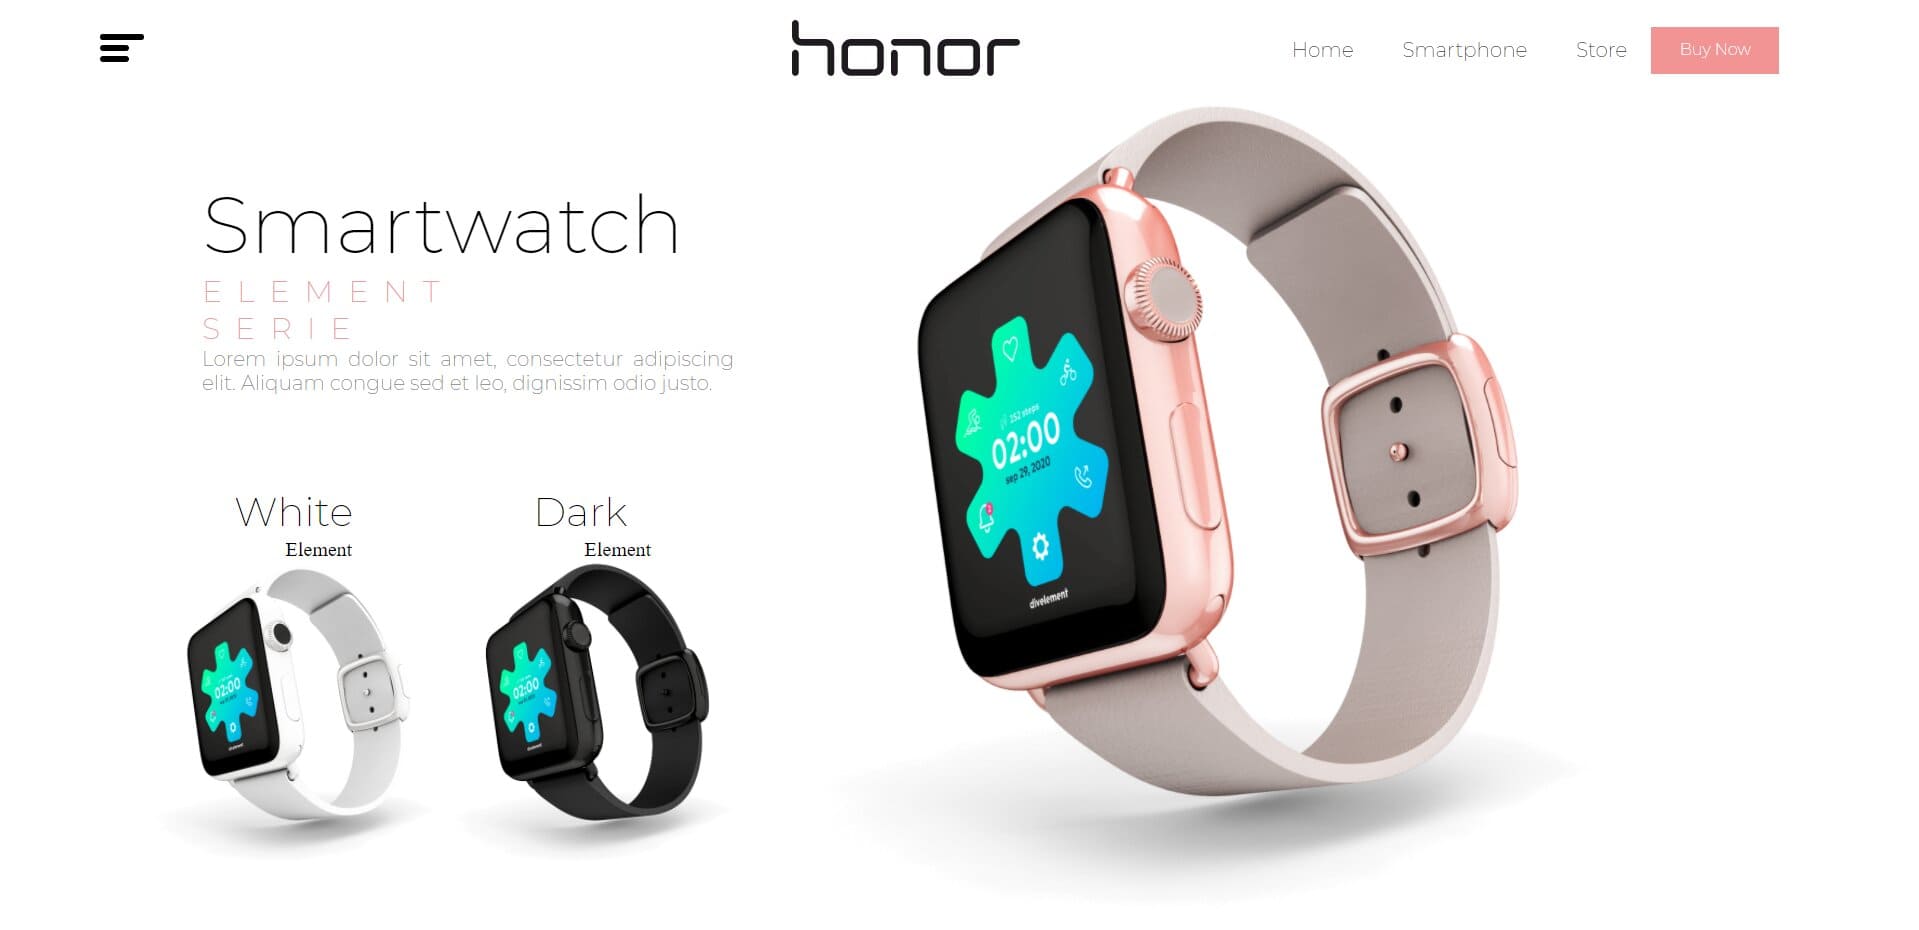 honor
Home Smartphone Store Buy Now
Smartwatch
ELEMENT
SERIE
Lorem ipsum dolor sit amet, consectetur adipiscing
elit. Aliquam congue sed et leo, dignissim odio justo.
152 steps
02:00
sep 29, 2020
divelement
White
Element
Dark
Element
02:00
02:00